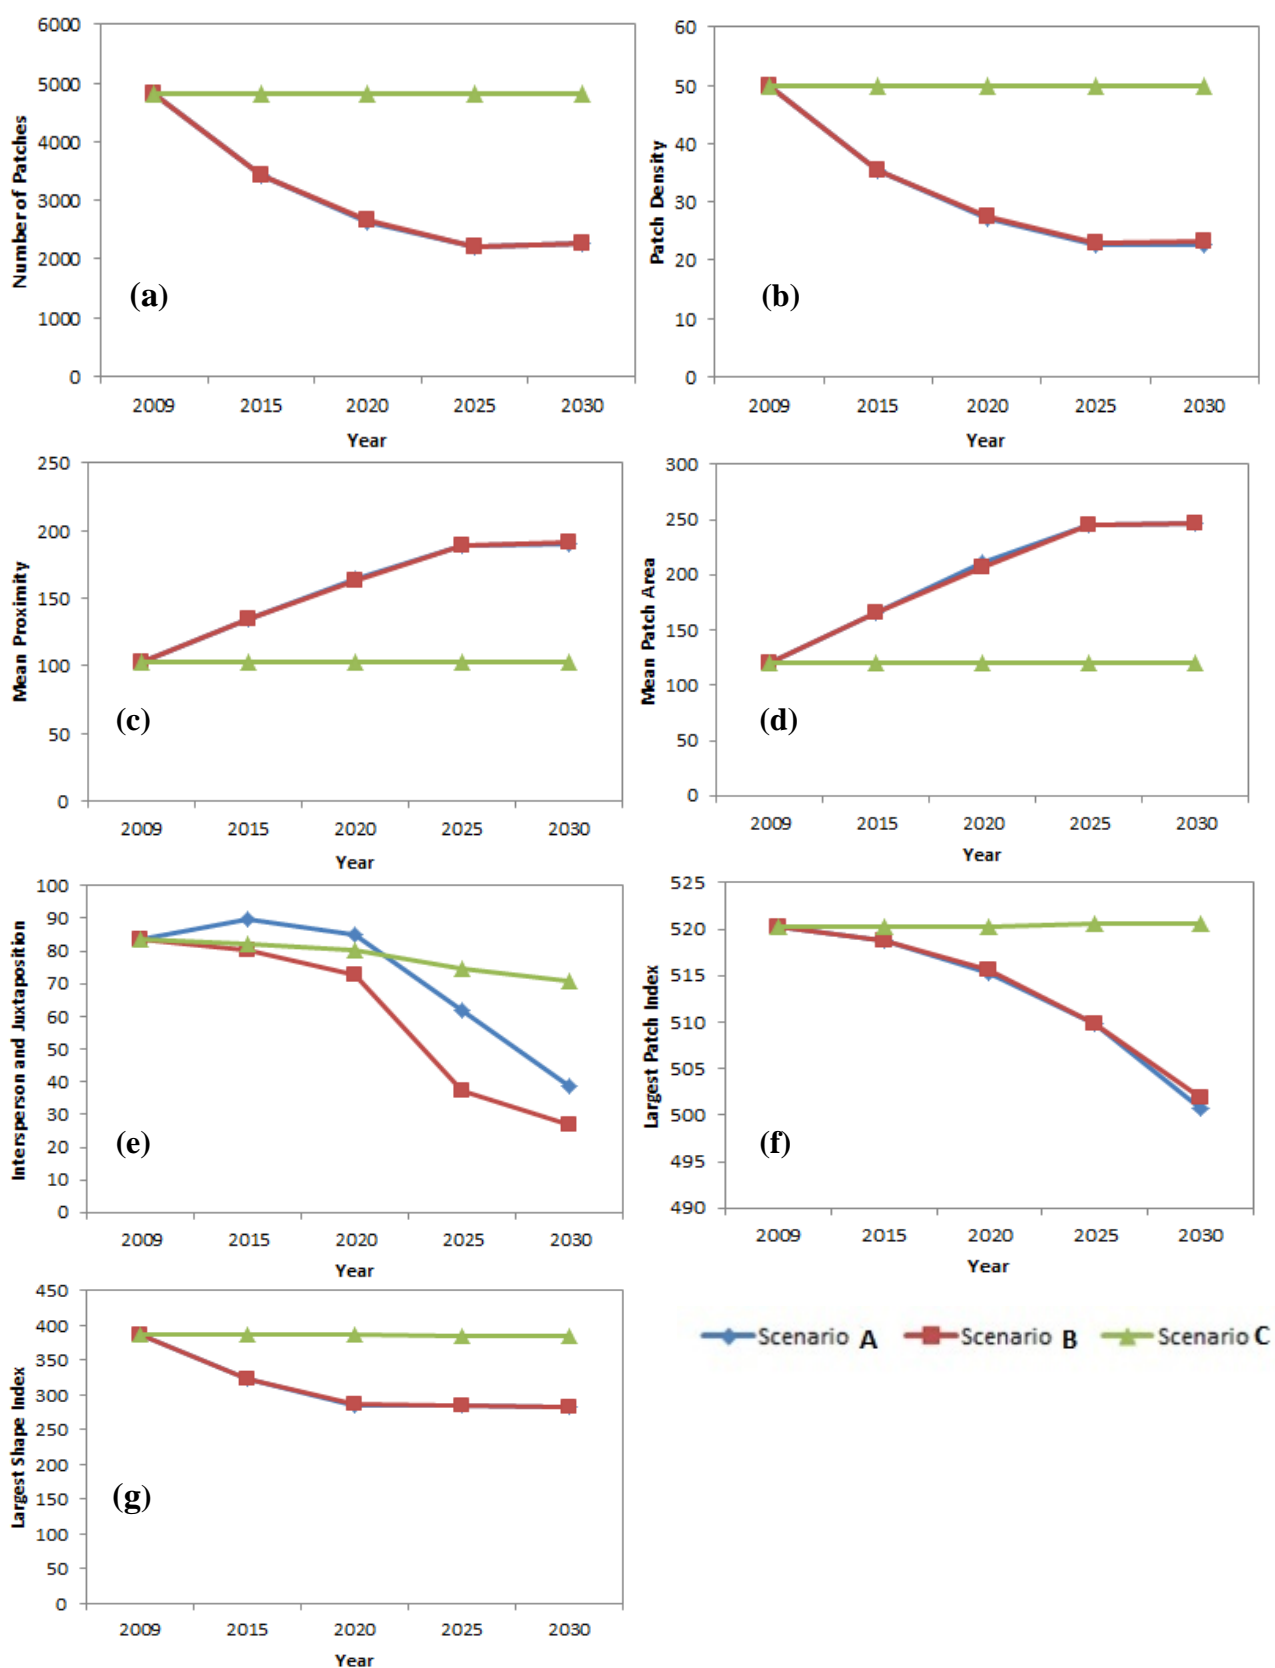 Number of Patches
6000
5000
4000
3000
2000
1000
0
(a)
2009 2015 2020 2025 2030
Year
Patch Density
60
50
40
30
20
10
0
(b)
2009 2015 2020 2025 2030
Year
Mean Proximity
250
200
150
100
50
0
(c)
2009 2015 2020 2025 2030
Year
Mean Patch Area
300
250
200
150
100
50
0
(d)
2009 2015 2020 2025 2030
Year
Intersperson and Juxtaposition
100
90
80
70
60
50
40
30
20
10
0
(e)
2009 2015 2020 2025 2030
Year
Largest Patch Index
525
520
515
510
505
500
495
490
(f)
2009 2015 2020 2025 2030
Year
Largest Shape Index
450
400
350
300
250
200
150
100
50
0
(g)
2009 2015 2020 2025 2030
Year
Scenario A Scenario B Scenario C